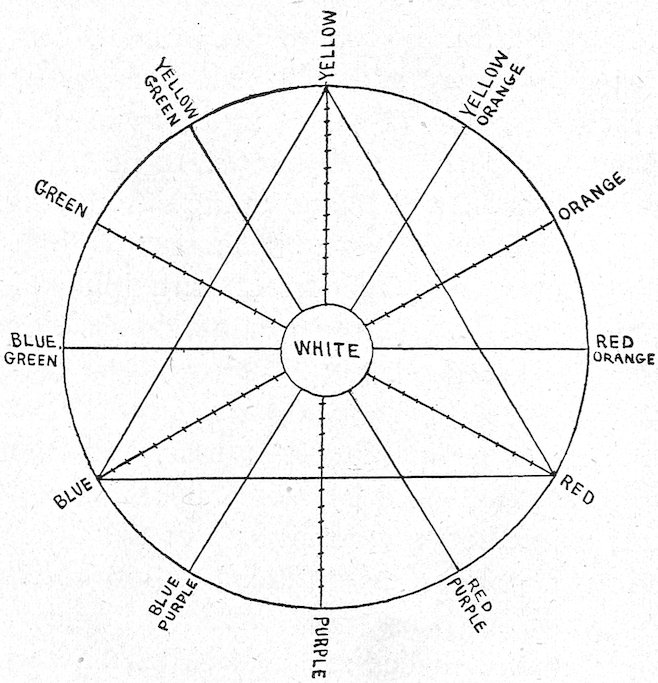 YELLOW
YELLOW
ORANGE
ORANGE
RED
ORANGE
RED
RED
PURPLE
PURPLE
BLUE
PURPLE
BLUE
BLUE
GREEN
GREEN
YELLOW
GREEN
WHITE